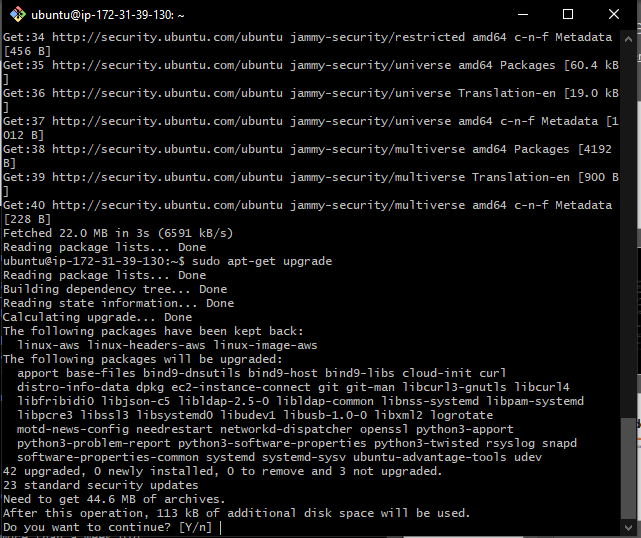 ubuntu@ip-172-31-39-130: ~
Get:34 http://security.ubuntu.com/ubuntu jammy-security/restricted amd64 c-n-f Metadata
[456 B]
Get:35 http://security.ubuntu.com/ubuntu jammy-security/universe amd64 Packages [60.4 kB
]
Get:36 http://security.ubuntu.com/ubuntu jammy-security/universe Translation-en [19.0 kB
]
Get:37 http://security.ubuntu.com/ubuntu jammy-security/universe amd64 c-n-f Metadata [1
012 B]
Get:38 http://security.ubuntu.com/ubuntu jammy-security/multiverse amd64 Packages [4192
B]
Get:39 http://security.ubuntu.com/ubuntu jammy-security/multiverse Translation-en [900 B
]
Get:40 http://security.ubuntu.com/ubuntu jammy-security/multiverse amd64 c-n-f Metadata
[228 B]
Fetched 22.0 MB in 3s (6591 kB/s)
Reading package lists... Done
ubuntu@ip-172-31-39-130:~$ sudo apt-get upgrade
Reading package lists... Done
Building dependency tree... Done
Reading state information... Done
Calculating upgrade... Done
The following packages have been kept back:
linux-aws linux-headers-aws linux-image-aws
The following packages will be upgraded:
apport base-files bind9-dnsutils bind9-host bind9-libs cloud-init curl
distro-info-data dpkg ec2-instance-connect git git-man libcurl3-gnutls libcurl4
libfribidi0 libjson-c5 libldap-2.5-0 libldap-common libnss-systemd libpam-systemd
libpcre3 libssl3 libsystemd0 libudev1 libusb-1.0-0 libxml2 logrotate
motd-news-config needrestart networkd-dispatcher openssl python3-apport
python3-problem-report python3-software-properties python3-twisted rsyslog snapd
software-properties-common systemd systemd-sysv ubuntu-advantage-tools udev
42 upgraded, 0 newly installed, 0 to remove and 3 not upgraded.
23 standard security updates
Need to get 44.6 MB of archives.
After this operation, 113 kB of additional disk space will be used.
Do you want to continue? [Y/n]